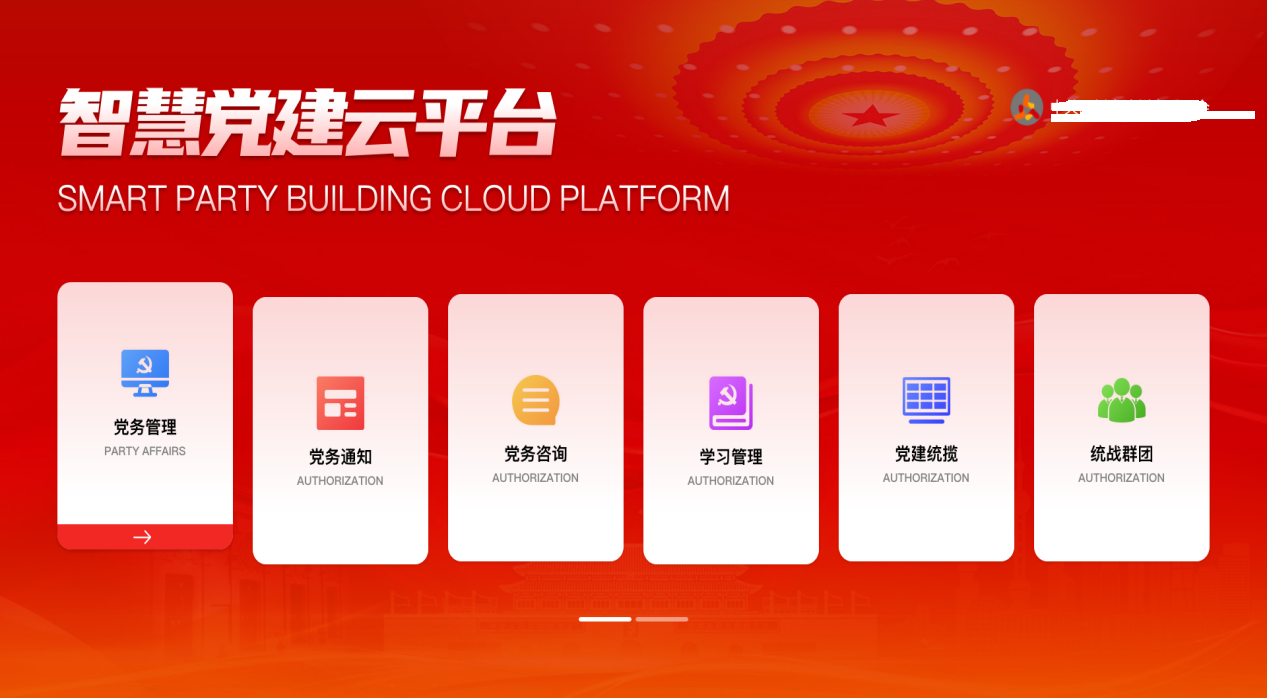 智慧党建云平台
SMART PARTY BUILDING CLOUD PLATFORM
党务管理
PARTY AFFAIRS
党务通知
AUTHORIZATION
党务咨询
AUTHORIZATION
学习管理
AUTHORIZATION
党建统揽
AUTHORIZATION
统战群团
AUTHORIZATION